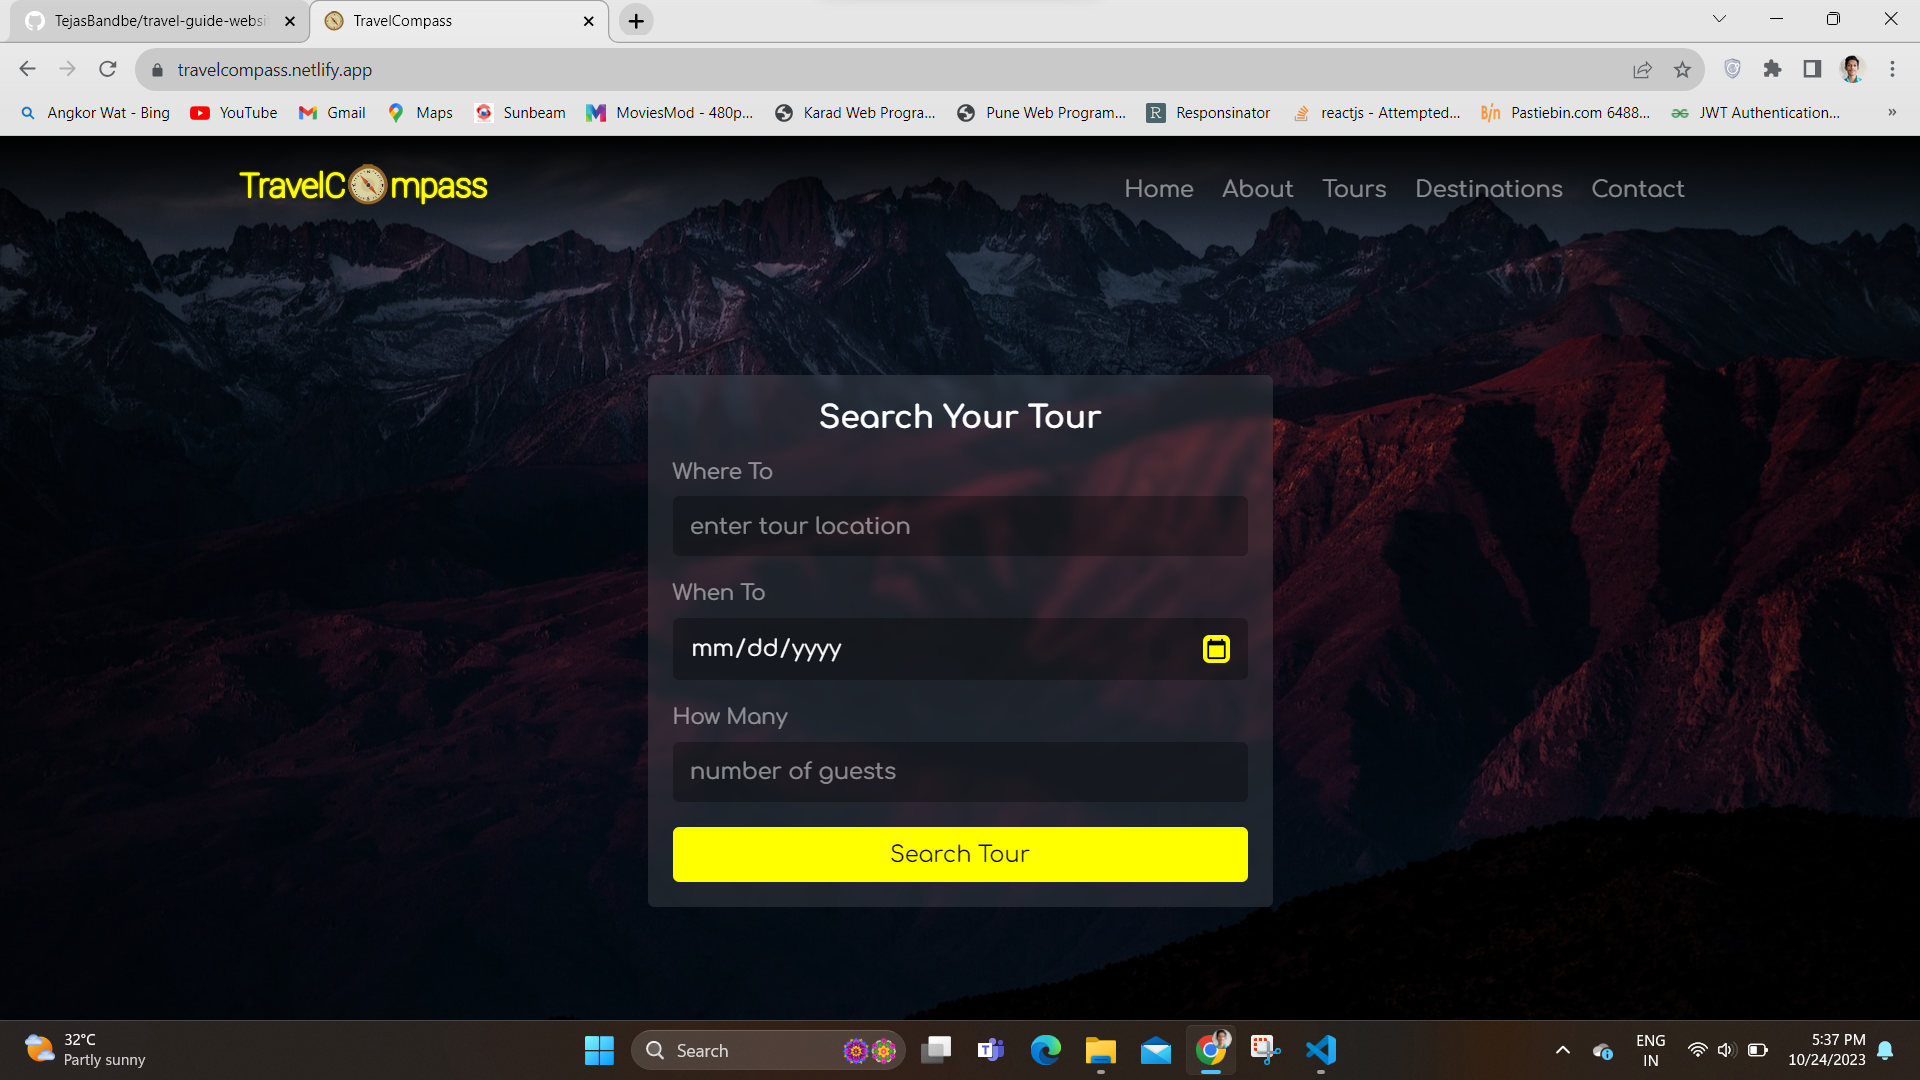 TejasBandbe/travel-guide-websi
TravelCompass
travelcompass.netlify.app
Angkor Wat - Bing
YouTube
Gmail
Maps
Sunbeam
MoviesMod - 480p...
Karad Web Progra...
Pune Web Program...
R
Responsinator
reactjs - Attempted...
B/n
Pastiebin.com 6488...
JWT Authentication...
»
TravelC mpass
Home
About
Tours
Destinations
Contact
Search Your Tour
Where To
enter tour location
When To
mm/dd/yyyy
How Many
number of guests
Search Tour
32°C
Partly sunny
Search
ENG
IN
5:37 PM
10/24/2023